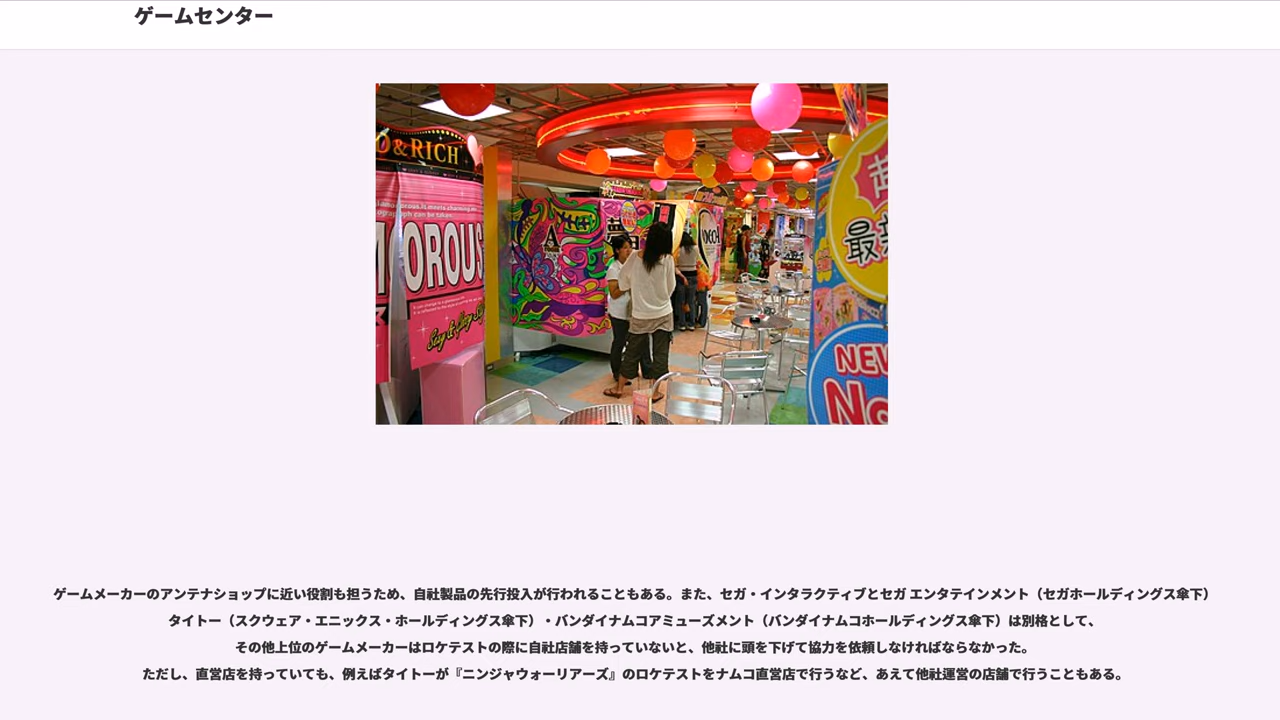 ゲームセンター
&RICH
OROUS
最
NEW
No
ゲームメーカーのアンテナショップに近い役割も担うため、自社製品の先行投入が行われることもある。また、セガ・インタラクティブとセガ エンタテインメント（セガホールディングス傘下）
タイトー（スクウェア・エニックス・ホールディングス傘下）・バンダイナムコアミューズメント（バンダイナムコホールディングス傘下）は別格として、
その他上位のゲームメーカーはロケテストの際に自社店舗を持っていないと、他社に頭を下げて協力を依頼しなければならなかった。
ただし、直営店を持っていても、例えばタイトーが『ニンジャウォーリアーズ』のロケテストをナムコ直営店で行うなど、あえて他社運営の店舗で行うこともある。